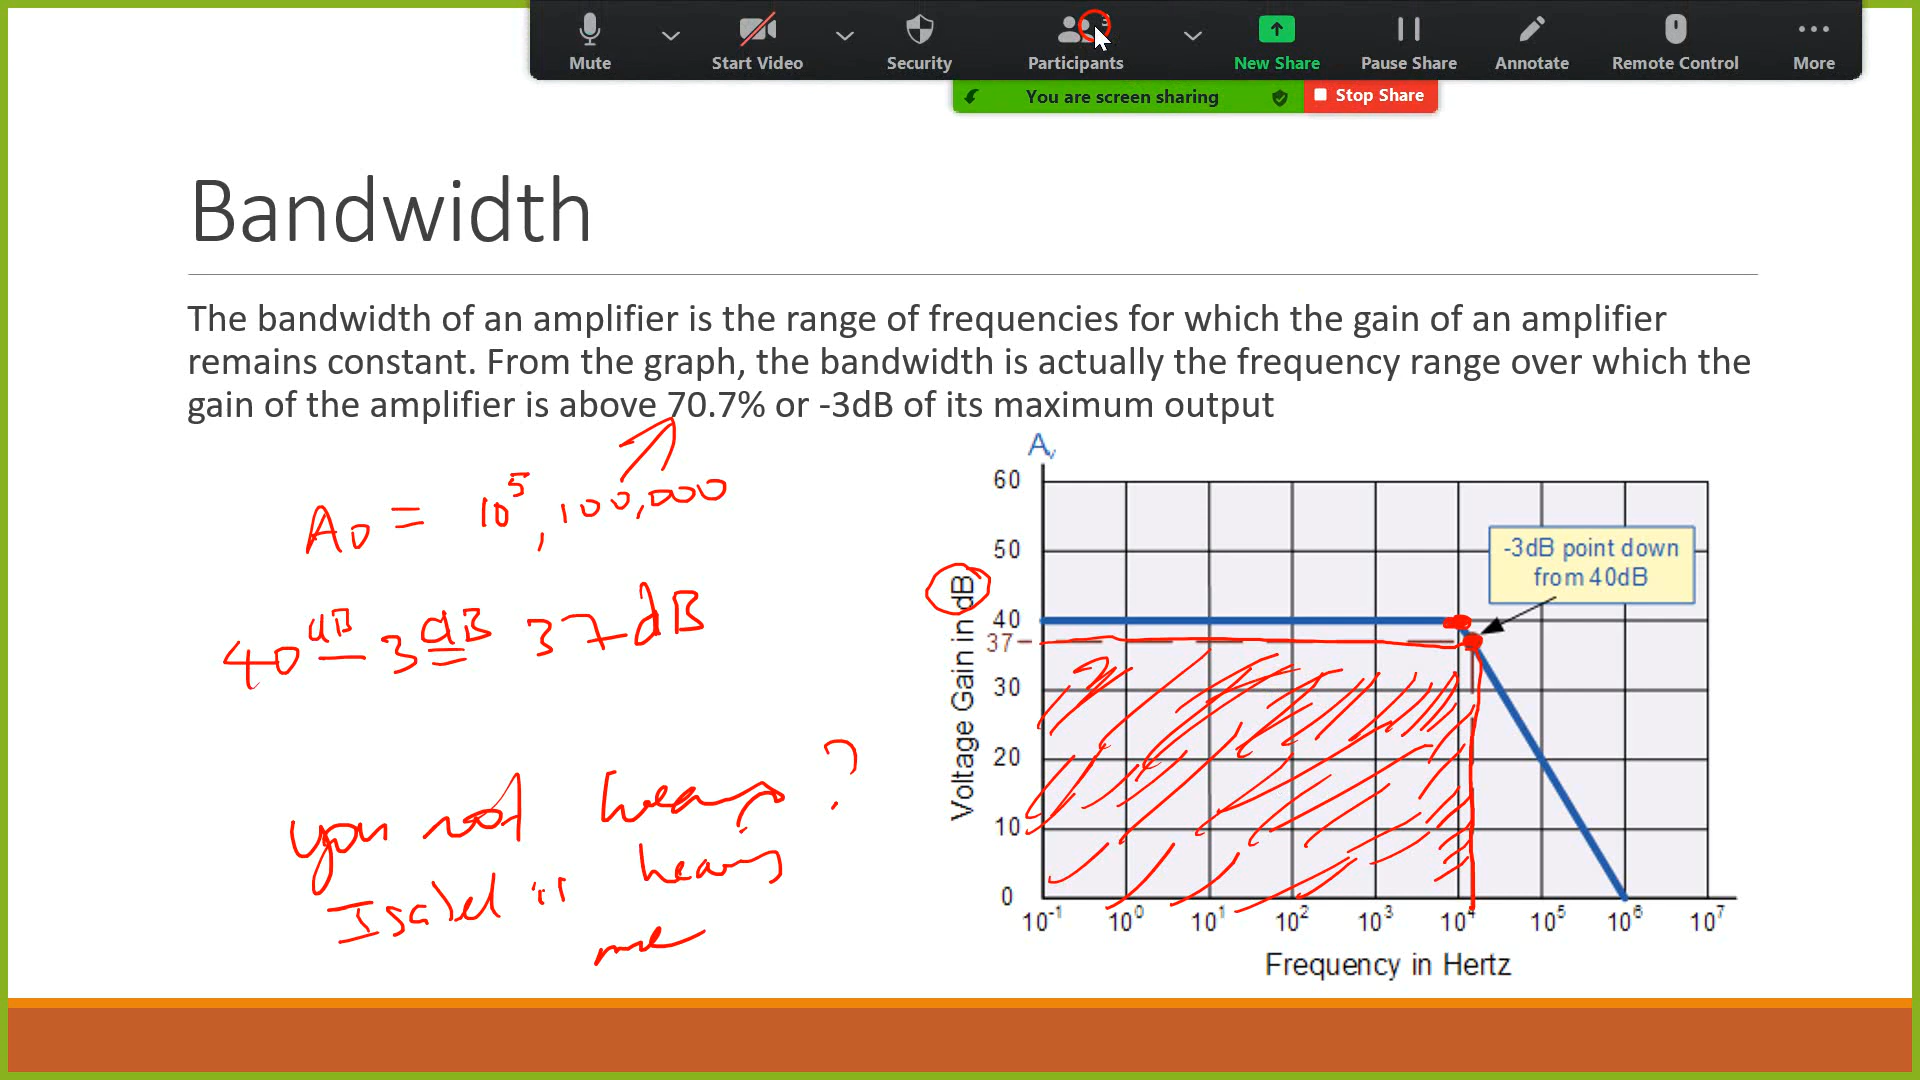 Mute
Start Video
Security
Participants
New Share
Pause Share
Annotate
Remote Control
More
You are screen sharing
Stop Share
Bandwidth
The bandwidth of an amplifier is the range of frequencies for which the gain of an amplifier
remains constant. From the graph, the bandwidth is actually the frequency range over which the
gain of the amplifier is above 70.7% or -3dB of its maximum output
A₀ = 10⁵, 100,000
40 dB - 3 dB = 37dB
you not hearing ?
Isabel is hearing
me
Aᵥ
60
50
40
37
30
20
10
0
Voltage Gain in dB
-3dB point down
from 40dB
10⁻¹ 10⁰ 10¹ 10² 10³ 10⁴ 10⁵ 10⁶ 10⁷
Frequency in Hertz